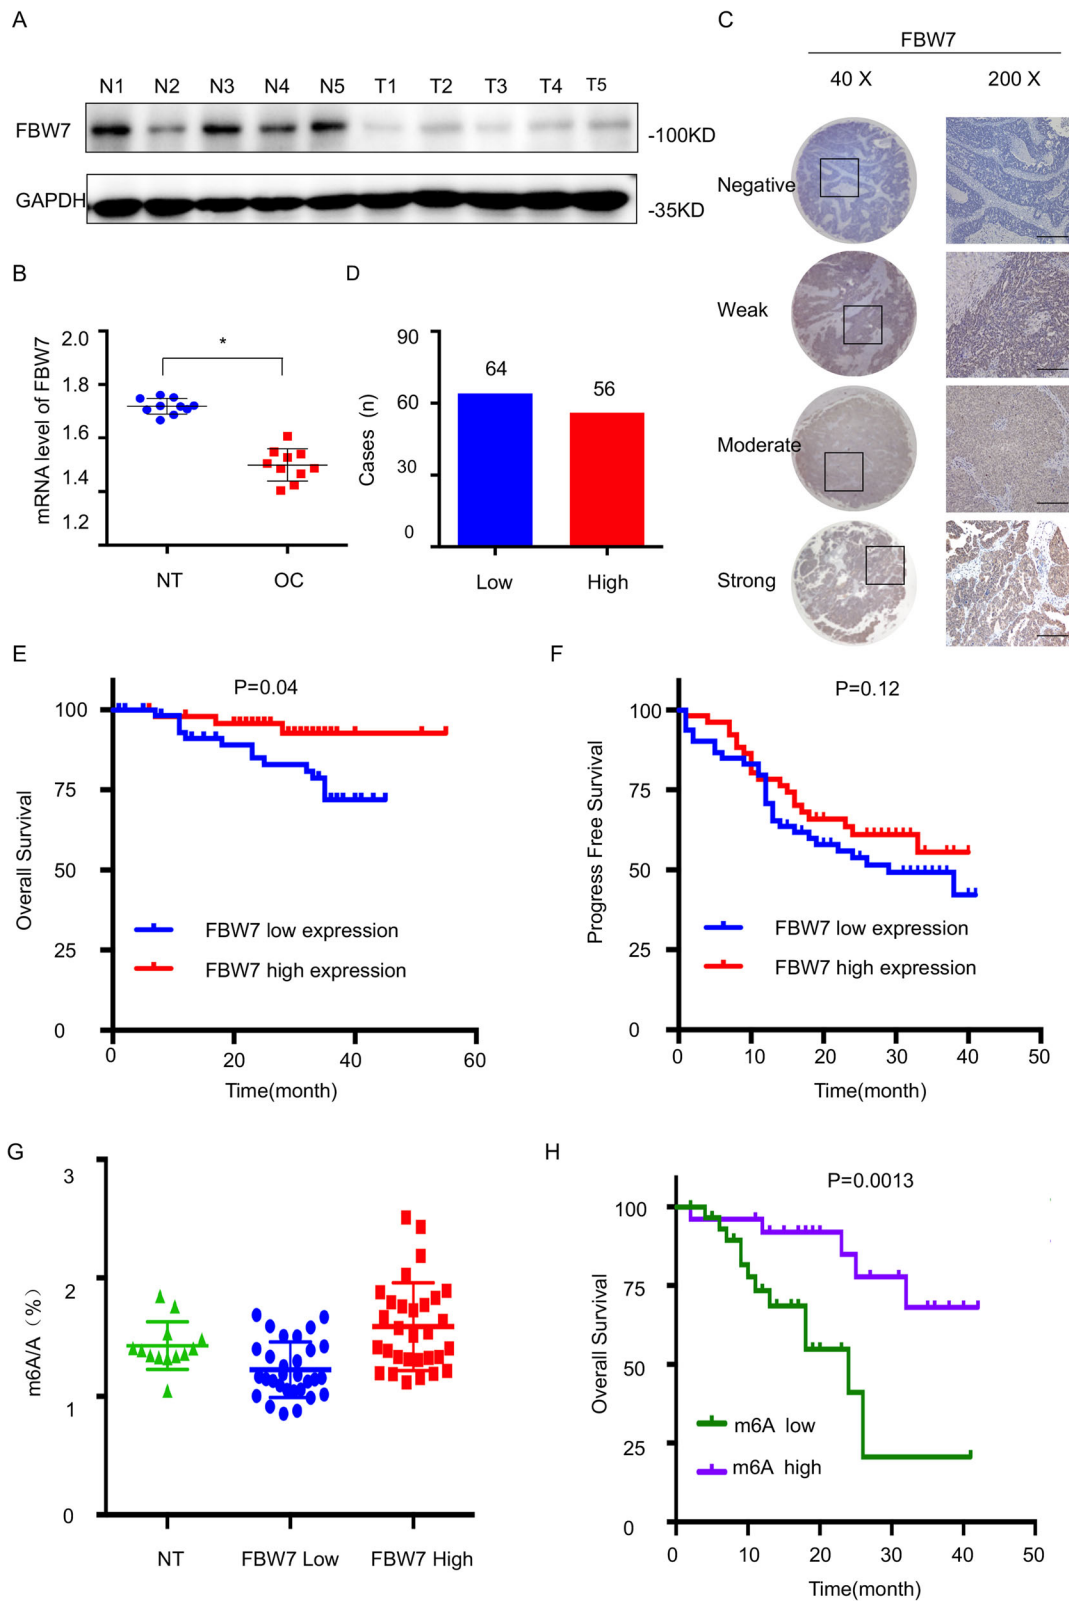 A
N1 N2 N3 N4 N5 T1 T2 T3 T4 T5
FBW7
-100KD
GAPDH
-35KD
B
mRNA level of FBW7
2.0
1.8
1.6
1.4
1.2
*
NT
OC
C
FBW7
40 X
200 X
Negative
Weak
Moderate
Strong
D
Cases (n)
90
60
30
0
64
56
Low
High
E
P=0.04
Overall Survival
100
75
50
25
0
FBW7 low expression
FBW7 high expression
0 20 40 60
Time(month)
F
P=0.12
Progress Free Survival
100
75
50
25
0
FBW7 low expression
FBW7 high expression
0 10 20 30 40 50
Time(month)
G
m6A/A（%）
3
2
1
0
NT
FBW7 Low
FBW7 High
H
P=0.0013
Overall Survival
100
75
50
25
0
m6A low
m6A high
0 10 20 30 40 50
Time(month)